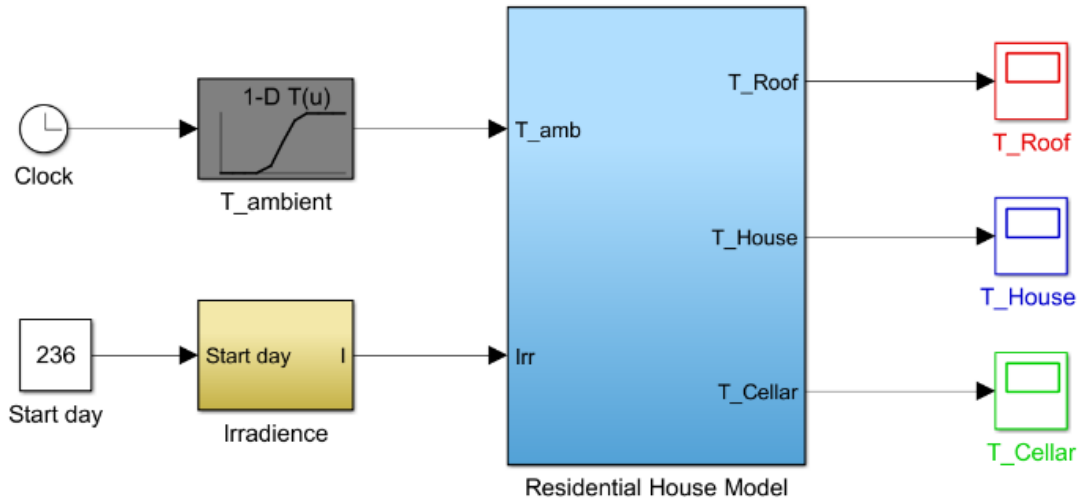 Clock
1-D T(u)
T_ambient
236
Start day
Start day
I
Irradience
T_amb
Irr
T_Roof
T_House
T_Cellar
Residential House Model
T_Roof
T_House
T_Cellar